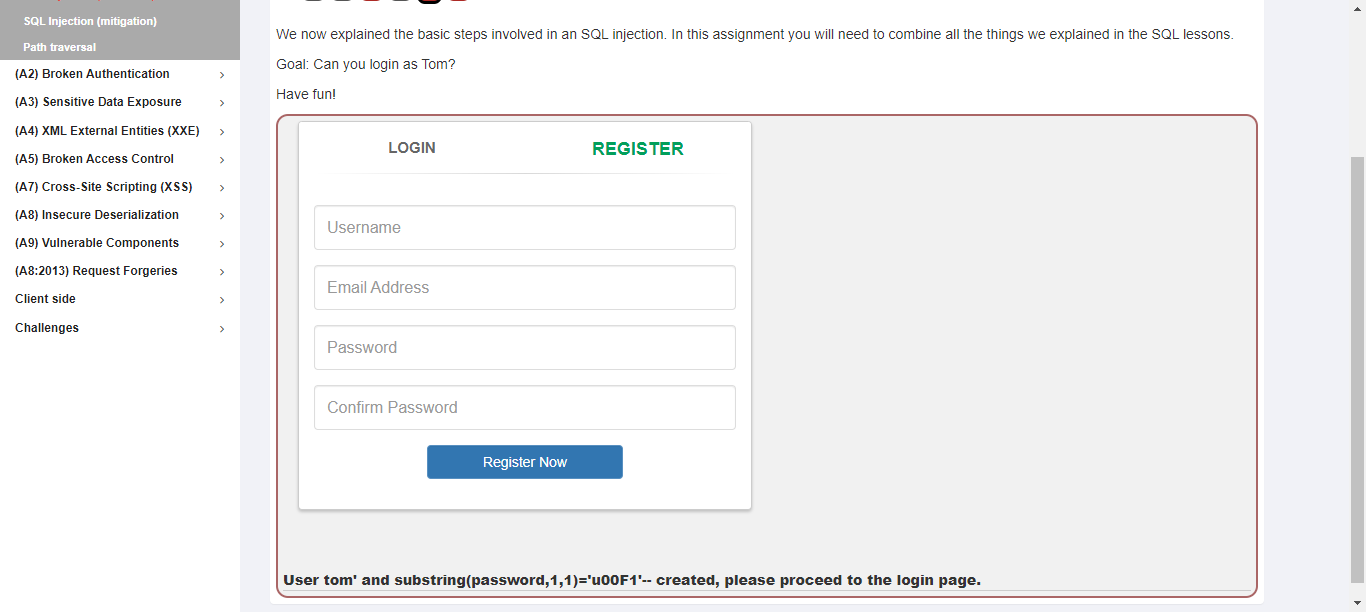 SQL Injection (mitigation)
Path traversal
(A2) Broken Authentication
(A3) Sensitive Data Exposure
(A4) XML External Entities (XXE)
(A5) Broken Access Control
(A7) Cross-Site Scripting (XSS)
(A8) Insecure Deserialization
(A9) Vulnerable Components
(A8:2013) Request Forgeries
Client side
Challenges
We now explained the basic steps involved in an SQL injection. In this assignment you will need to combine all the things we explained in the SQL lessons.
Goal: Can you login as Tom?
Have fun!
LOGIN REGISTER
Username
Email Address
Password
Confirm Password
Register Now
User tom' and substring(password,1,1)='u00F1'-- created, please proceed to the login page.